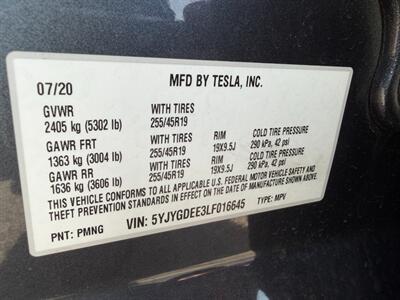 07/20 MFD BY TESLA, INC.
GVWR WITH TIRES
2405 kg (5302 lb) 255/45R19
GAWR FRT WITH TIRES RIM COLD TIRE PRESSURE
1363 kg (3004 lb) 255/45R19 19X9.5J 290 kPa, 42 psi
GAWR RR WITH TIRES RIM COLD TIRE PRESSURE
1636 kg (3606 lb) 255/45R19 19X9.5J 290 kPa, 42 psi
THIS VEHICLE CONFORMS TO ALL APPLICABLE U.S. FEDERAL MOTOR VEHICLE SAFETY AND
THEFT PREVENTION STANDARDS IN EFFECT ON THE DATE OF MANUFACTURE SHOWN ABOVE.
PNT: PMNG VIN: 5YJYGDEE3LF016645 TYPE: MPV